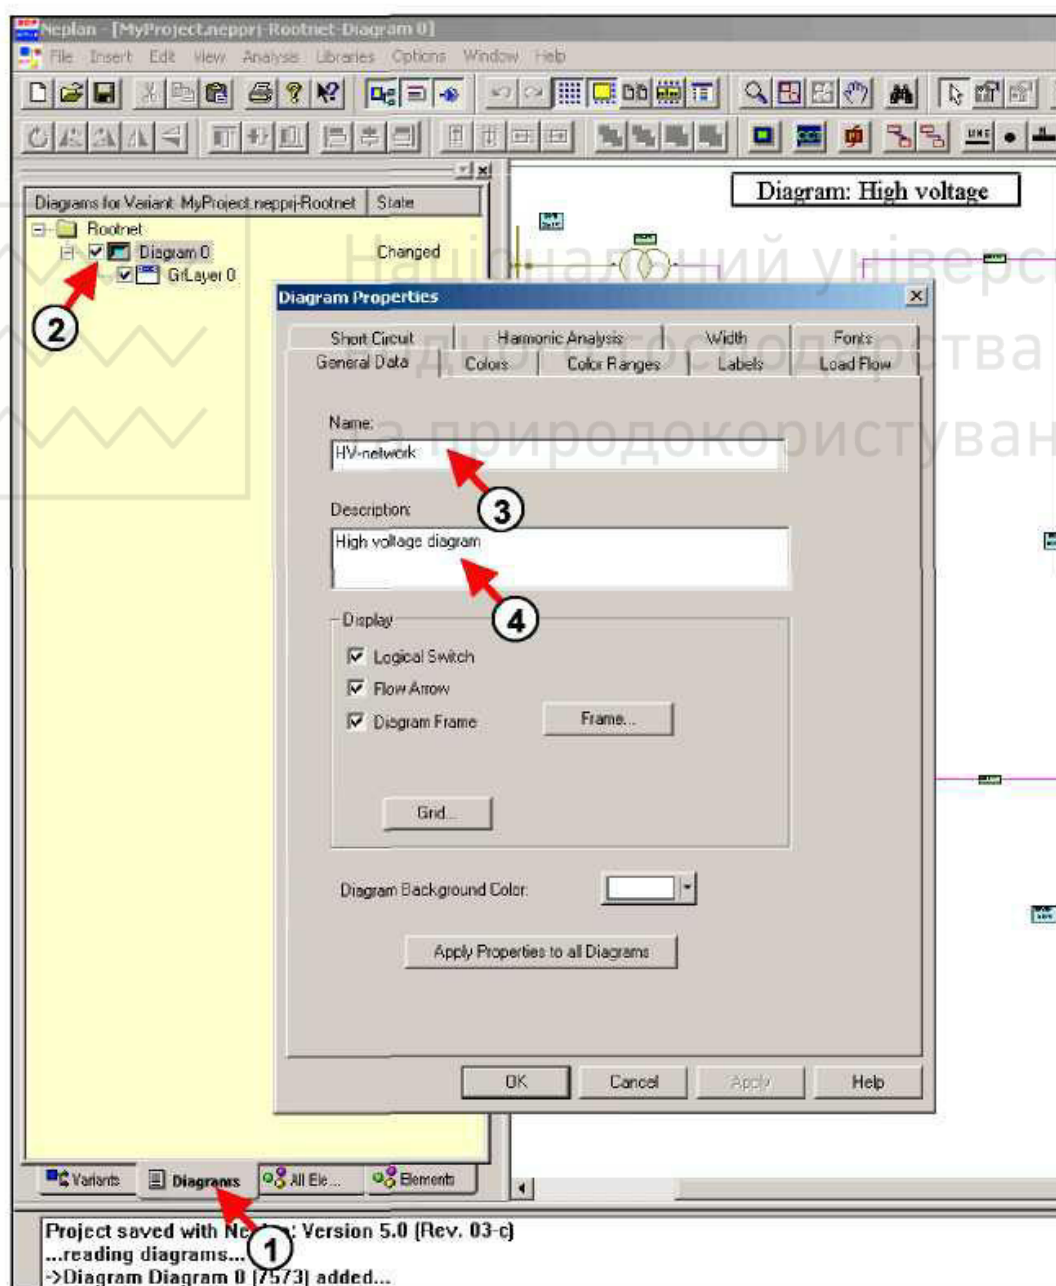 Neplan - [MyProject.nepprj-Rootnet-Diagram 0]
File Insert Edit View Analysis Libraries Options Window Help
Diagrams for Variant MyProject.nepprj-Rootnet State
Diagram: High voltage
Rootnet
Diagram 0 Changed
GrLayer 0
2
Національний універс
Diagram Properties
Short Circuit Harmonic Analysis Width Fonts
General Data Colors Color Ranges Labels Load Flow
дного господарства
Name:
та природокористуван
HV-network
3
Description:
High voltage diagram
4
Display
Logical Switch
Flow Arrow
Diagram Frame Frame...
Grid...
Diagram Background Color:
Apply Properties to all Diagrams
OK Cancel Apply Help
Variants Diagrams All Ele... Elements
1
Project saved with Version 5.0 (Rev. 03-c)
...reading diagrams...
->Diagram Diagram 0 [7573] added...